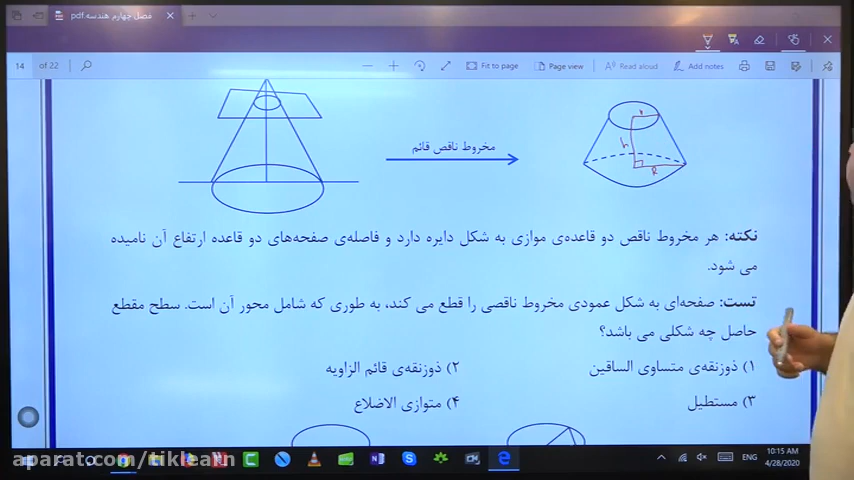 فصل چهارم هندسه.pdf
14 of 22
Fit to page
Page view
Read aloud
Add notes
مخروط ناقص قائم
r
h
R
نکته: هر مخروط ناقص دو قاعده‌ی موازی به شکل دایره دارد و فاصله‌ی صفحه‌های دو قاعده ارتفاع آن نامیده
می شود.
تست: صفحه‌ای به شکل عمودی مخروط ناقصی را قطع می کند، به طوری که شامل محور آن است. سطح مقطع
حاصل چه شکلی می باشد؟
۱) ذوزنقه‌ی متساوی الساقین
۲) ذوزنقه‌ی قائم الزاویه
۳) مستطیل
۴) متوازی الاضلاع
aparat.com/tiklearn
ENG
10:15 AM
4/28/2020